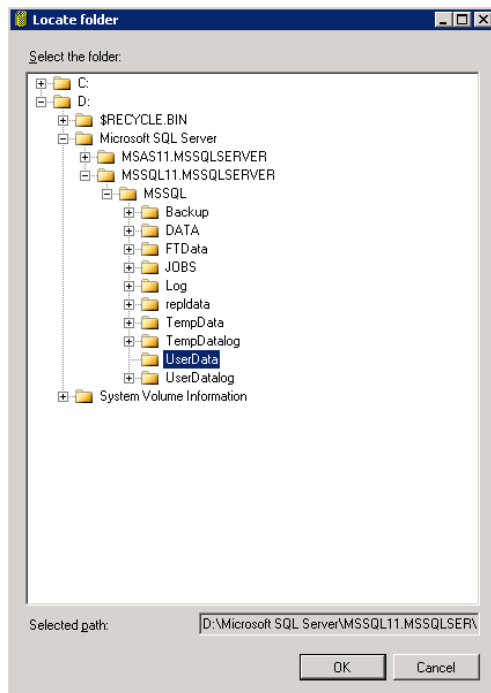 Locate folder
Select the folder:
C:
D:
$RECYCLE.BIN
Microsoft SQL Server
MSAS11.MSSQLSERVER
MSSQL11.MSSQLSERVER
MSSQL
Backup
DATA
FTData
JOBS
Log
repldata
TempData
TempDatalog
UserData
UserDatalog
System Volume Information
Selected path: D:\Microsoft SQL Server\MSSQL11.MSSQLSER\
OK Cancel